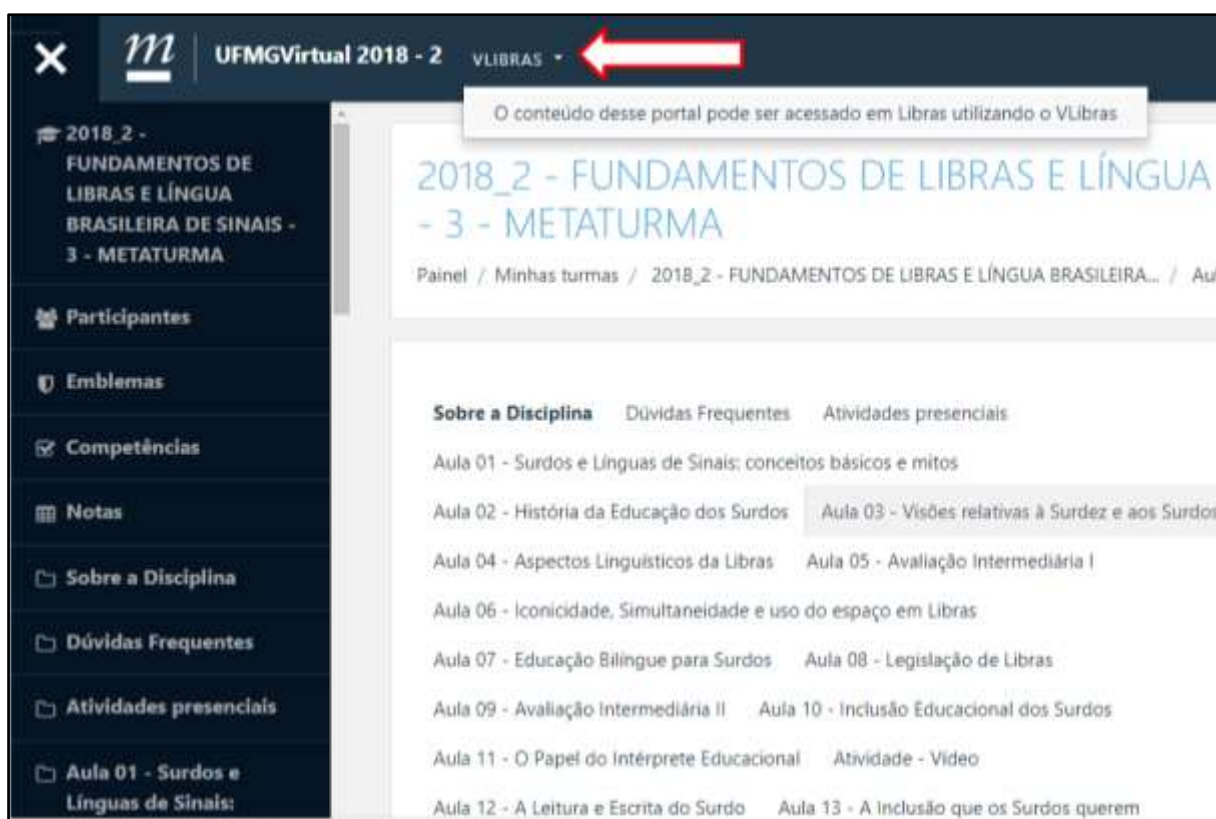 m UFMGVirtual 2018 - 2 VLIBRAS
O conteúdo desse portal pode ser acessado em Libras utilizando o VLibras
2018_2 -
FUNDAMENTOS DE
LIBRAS E LÍNGUA
BRASILEIRA DE SINAIS -
3 - METATURMA
Participantes
Emblemas
Competências
Notas
Sobre a Disciplina
Dúvidas Frequentes
Atividades presenciais
Aula 01 - Surdos e
Línguas de Sinais:
2018_2 - FUNDAMENTOS DE LIBRAS E LÍNGUA
- 3 - METATURMA
Painel / Minhas turmas / 2018_2 - FUNDAMENTOS DE LIBRAS E LÍNGUA BRASILEIRA... / Au
Sobre a Disciplina Dúvidas Frequentes Atividades presenciais
Aula 01 - Surdos e Línguas de Sinais: conceitos básicos e mitos
Aula 02 - História da Educação dos Surdos Aula 03 - Visões relativas à Surdez e aos Surdos
Aula 04 - Aspectos Linguísticos da Libras Aula 05 - Avaliação Intermediária I
Aula 06 - Iconicidade, Simultaneidade e uso do espaço em Libras
Aula 07 - Educação Bilíngue para Surdos Aula 08 - Legislação de Libras
Aula 09 - Avaliação Intermediária II Aula 10 - Inclusão Educacional dos Surdos
Aula 11 - O Papel do Intérprete Educacional Atividade - Vídeo
Aula 12 - A Leitura e Escrita do Surdo Aula 13 - A Inclusão que os Surdos querem